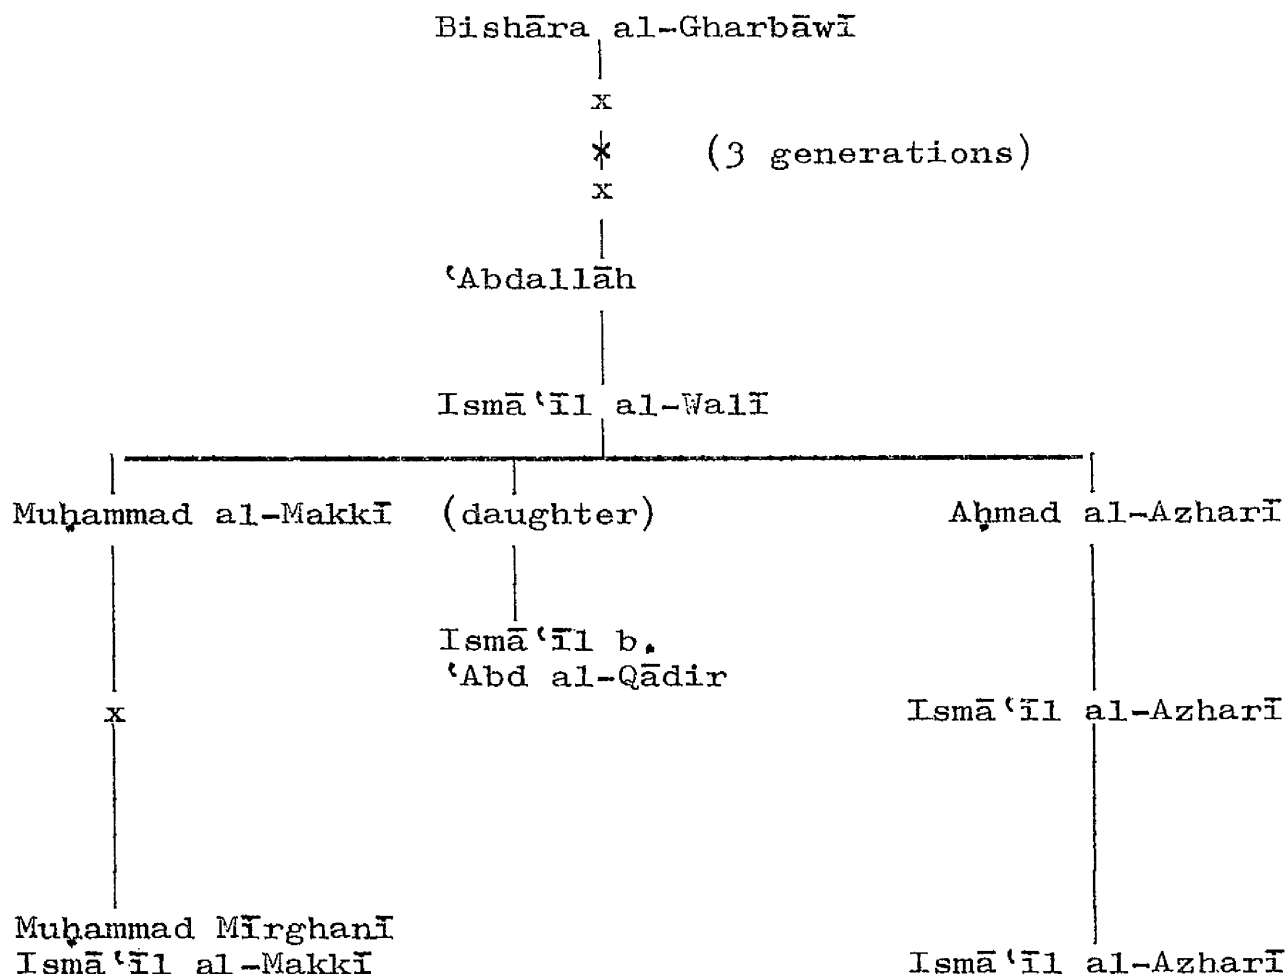 Bishāra al-Gharbāwī
x
x (3 generations)
x
ʿAbdallāh
Ismāʿīl al-Walī
Muḥammad al-Makkī (daughter) Aḥmad al-Azharī
Ismāʿīl b.
ʿAbd al-Qādir
x Ismāʿīl al-Azharī
Muḥammad Mīrghanī
Ismāʿīl al-Makkī Ismāʿīl al-Azharī